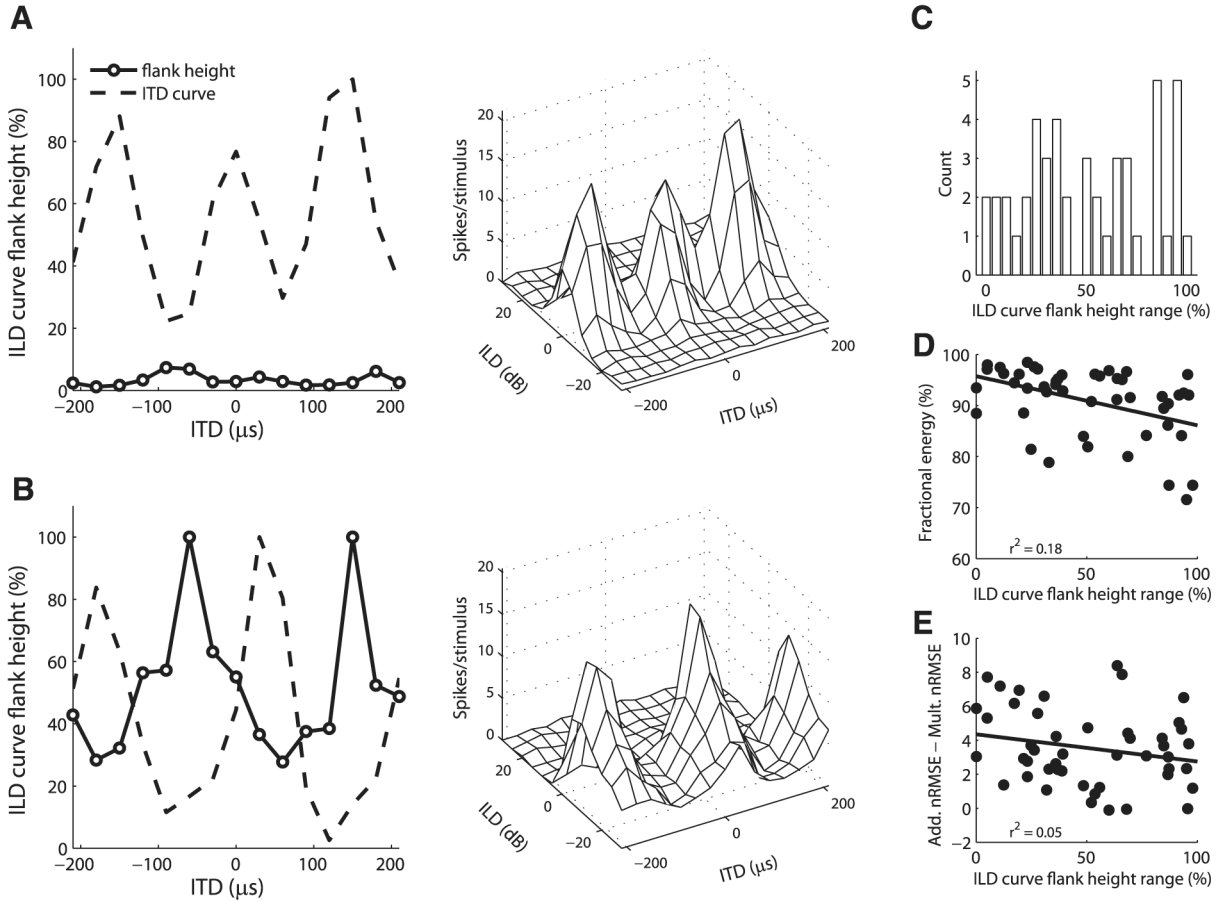 A
ILD curve flank height (%)
100
80
60
40
20
0
flank height
ITD curve
−200
−100
0
100
200
ITD (μs)
Spikes/stimulus
20
15
10
5
0
20
0
−20
ILD (dB)
−200
0
200
ITD (μs)
B
ILD curve flank height (%)
100
80
60
40
20
0
−200
−100
0
100
200
ITD (μs)
Spikes/stimulus
20
15
10
5
0
20
0
−20
ILD (dB)
−200
0
200
ITD (μs)
C
Count
5
4
3
2
1
0
0
50
100
ILD curve flank height range (%)
D
Fractional energy (%)
100
90
80
70
60
r² = 0.18
0
50
100
ILD curve flank height range (%)
E
Add. nRMSE − Mult. nRMSE
10
8
6
4
2
0
−2
r² = 0.05
0
50
100
ILD curve flank height range (%)